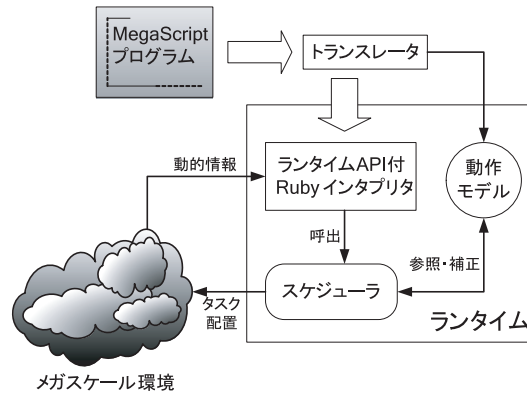 MegaScript
プログラム
トランスレータ
動的情報
ランタイムAPI付
Rubyインタプリタ
動作
モデル
呼出
参照・補正
スケジューラ
タスク
配置
ランタイム
メガスケール環境